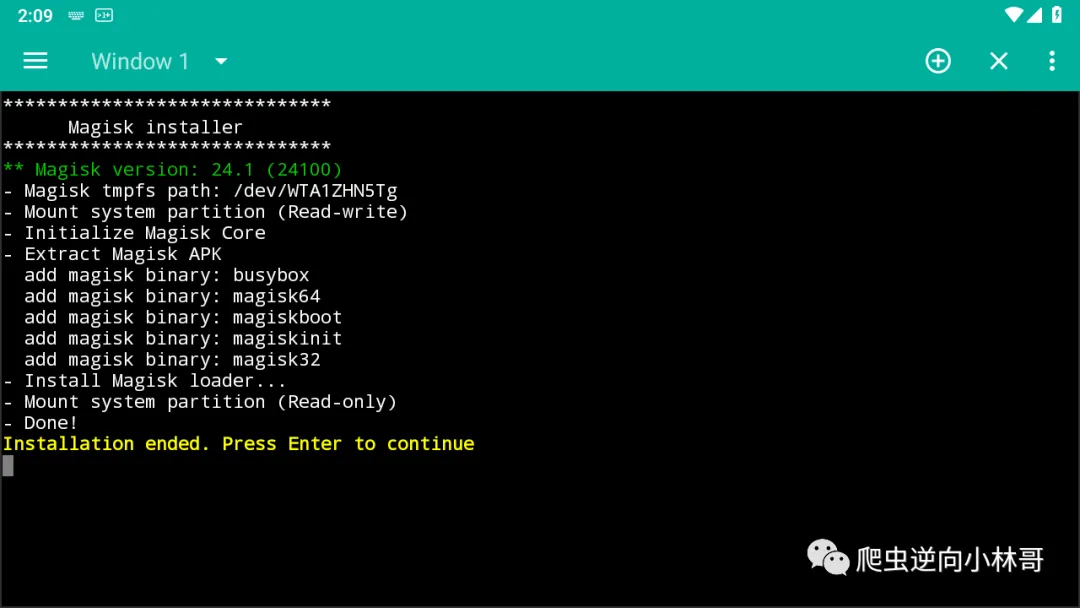 2:09
Window 1
******************************
Magisk installer
******************************
** Magisk version: 24.1 (24100)
- Magisk tmpfs path: /dev/WTA1ZHN5Tg
- Mount system partition (Read-write)
- Initialize Magisk Core
- Extract Magisk APK
add magisk binary: busybox
add magisk binary: magisk64
add magisk binary: magiskboot
add magisk binary: magiskinit
add magisk binary: magisk32
- Install Magisk loader...
- Mount system partition (Read-only)
- Done!
Installation ended. Press Enter to continue
爬虫逆向小林哥